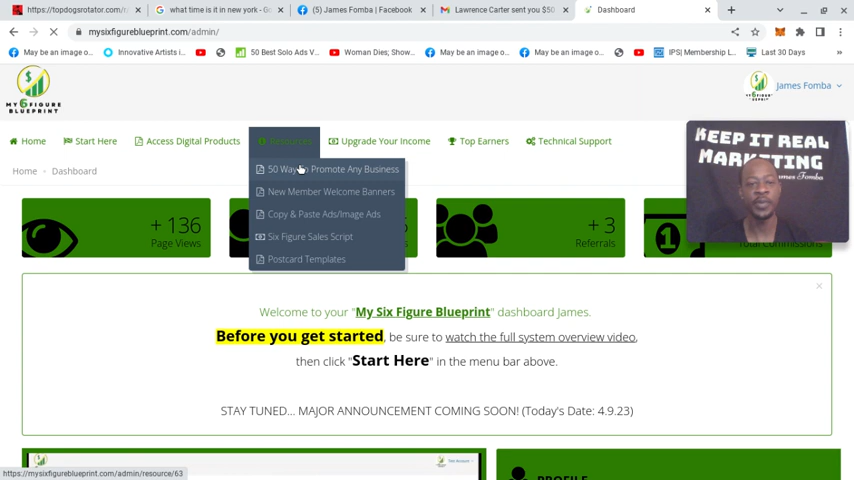 https://topdogsrotator.com/r/
what time is it in new york - Go
(5) James Fomba | Facebook
Lawrence Carter sent you $50
Dashboard
mysixfigureblueprint.com/admin/
May be an image o...
Innovative Artists i...
50 Best Solo Ads V...
Woman Dies; Show...
May be an image o...
May be an image o...
IPS| Membership L...
Last 30 Days
MY 6 FIGURE
BLUEPRINT
James Fomba
Home
Start Here
Access Digital Products
Resources
Upgrade Your Income
Top Earners
Technical Support
KEEP IT REAL
MARKETING
James Fomba
Home - Dashboard
50 Ways To Promote Any Business
New Member Welcome Banners
Copy & Paste Ads/Image Ads
Six Figure Sales Script
Postcard Templates
+ 136
Page Views
+ 3
Referrals
Total Commissions
Welcome to your "My Six Figure Blueprint" dashboard James.
Before you get started, be sure to watch the full system overview video,
then click "Start Here" in the menu bar above.
STAY TUNED... MAJOR ANNOUNCEMENT COMING SOON! (Today's Date: 4.9.23)
PROFILE
https://mysixfigureblueprint.com/admin/resource/63